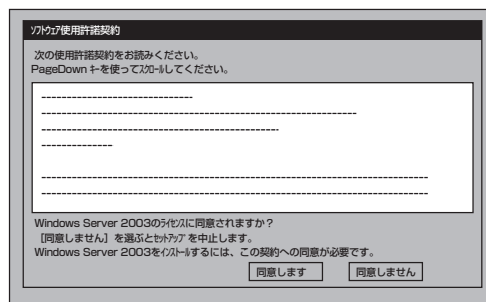 ｿﾌﾄｳｪｱ使用許諾契約
次の使用許諾契約をお読みください。
PageDown ｷｰを使ってｽｸﾛｰﾙしてください。
Windows Server 2003のﾗｲｾﾝｽに同意されますか？
［同意しません］を選ぶとｾｯﾄｱｯﾌﾟを中止します。
Windows Server 2003をｲﾝｽﾄｰﾙするには、この契約への同意が必要です。
同意します 同意しません